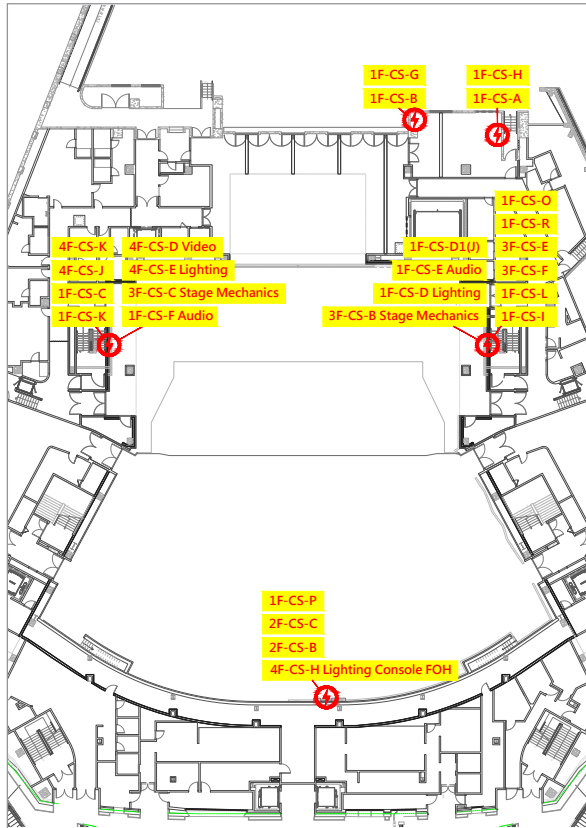 1F-CS-G
1F-CS-B
1F-CS-H
1F-CS-A
4F-CS-K
4F-CS-J
1F-CS-C
1F-CS-K
4F-CS-D Video
4F-CS-E Lighting
3F-CS-C Stage Mechanics
1F-CS-F Audio
1F-CS-D1(J)
1F-CS-E Audio
1F-CS-D Lighting
3F-CS-B Stage Mechanics
1F-CS-O
1F-CS-R
3F-CS-E
3F-CS-F
1F-CS-L
1F-CS-I
1F-CS-P
2F-CS-C
2F-CS-B
4F-CS-H Lighting Console FOH